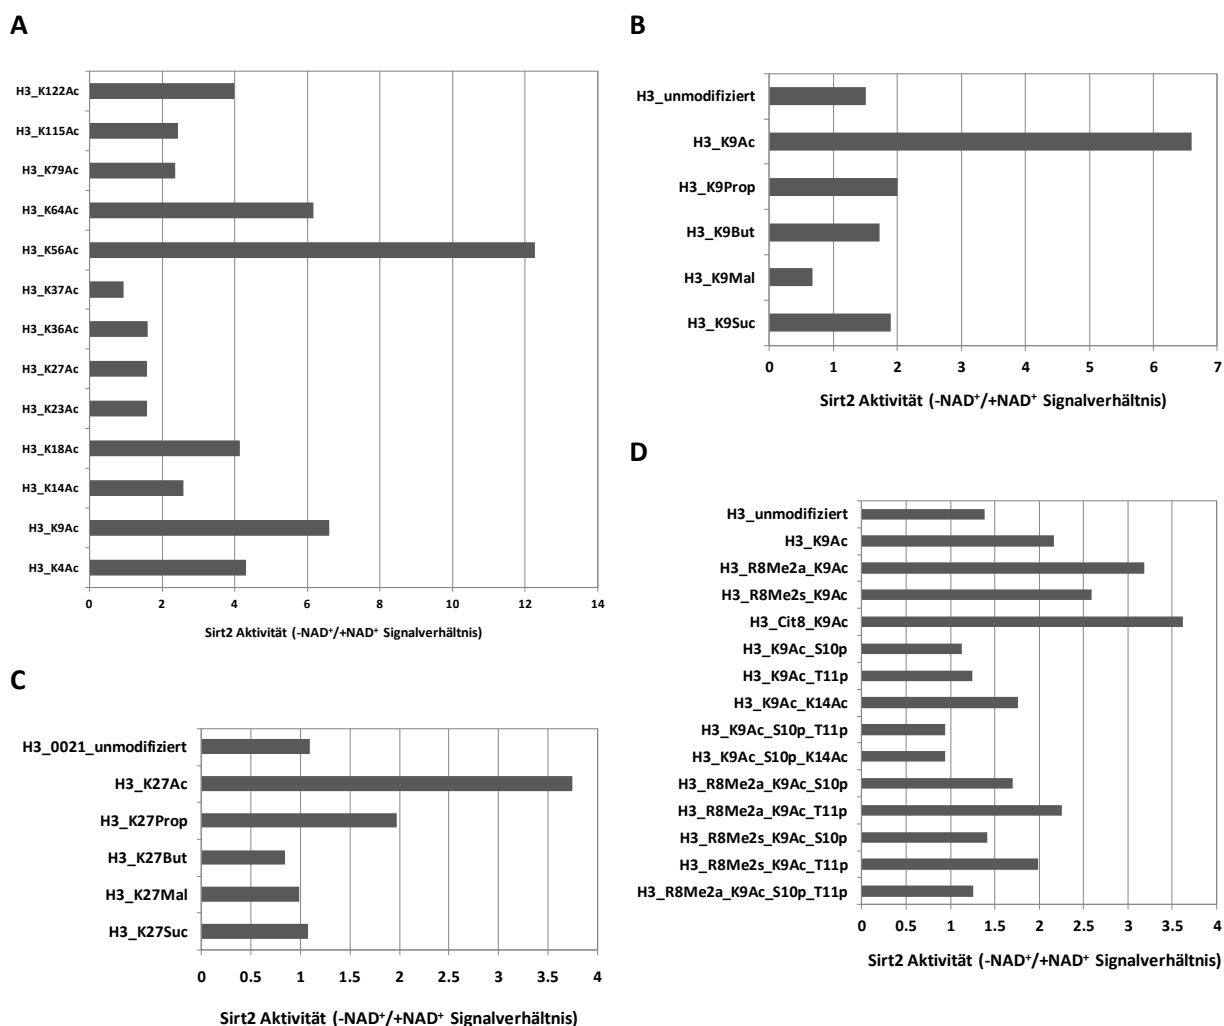 A
H3_K122Ac
H3_K115Ac
H3_K79Ac
H3_K64Ac
H3_K56Ac
H3_K37Ac
H3_K36Ac
H3_K27Ac
H3_K23Ac
H3_K18Ac
H3_K14Ac
H3_K9Ac
H3_K4Ac
0 2 4 6 8 10 12 14
Sirt2 Aktivität (-NAD⁺/+NAD⁺ Signalverhältnis)
B
H3_unmodifiziert
H3_K9Ac
H3_K9Prop
H3_K9But
H3_K9Mal
H3_K9Suc
0 1 2 3 4 5 6 7
Sirt2 Aktivität (-NAD⁺/+NAD⁺ Signalverhältnis)
C
H3_0021_unmodifiziert
H3_K27Ac
H3_K27Prop
H3_K27But
H3_K27Mal
H3_K27Suc
0 0.5 1 1.5 2 2.5 3 3.5 4
Sirt2 Aktivität (-NAD⁺/+NAD⁺ Signalverhältnis)
D
H3_unmodifiziert
H3_K9Ac
H3_R8Me2a_K9Ac
H3_R8Me2s_K9Ac
H3_Cit8_K9Ac
H3_K9Ac_S10p
H3_K9Ac_T11p
H3_K9Ac_K14Ac
H3_K9Ac_S10p_T11p
H3_K9Ac_S10p_K14Ac
H3_R8Me2a_K9Ac_S10p
H3_R8Me2a_K9Ac_T11p
H3_R8Me2s_K9Ac_S10p
H3_R8Me2s_K9Ac_T11p
H3_R8Me2a_K9Ac_S10p_T11p
0 0.5 1 1.5 2 2.5 3 3.5 4
Sirt2 Aktivität (-NAD⁺/+NAD⁺ Signalverhältnis)